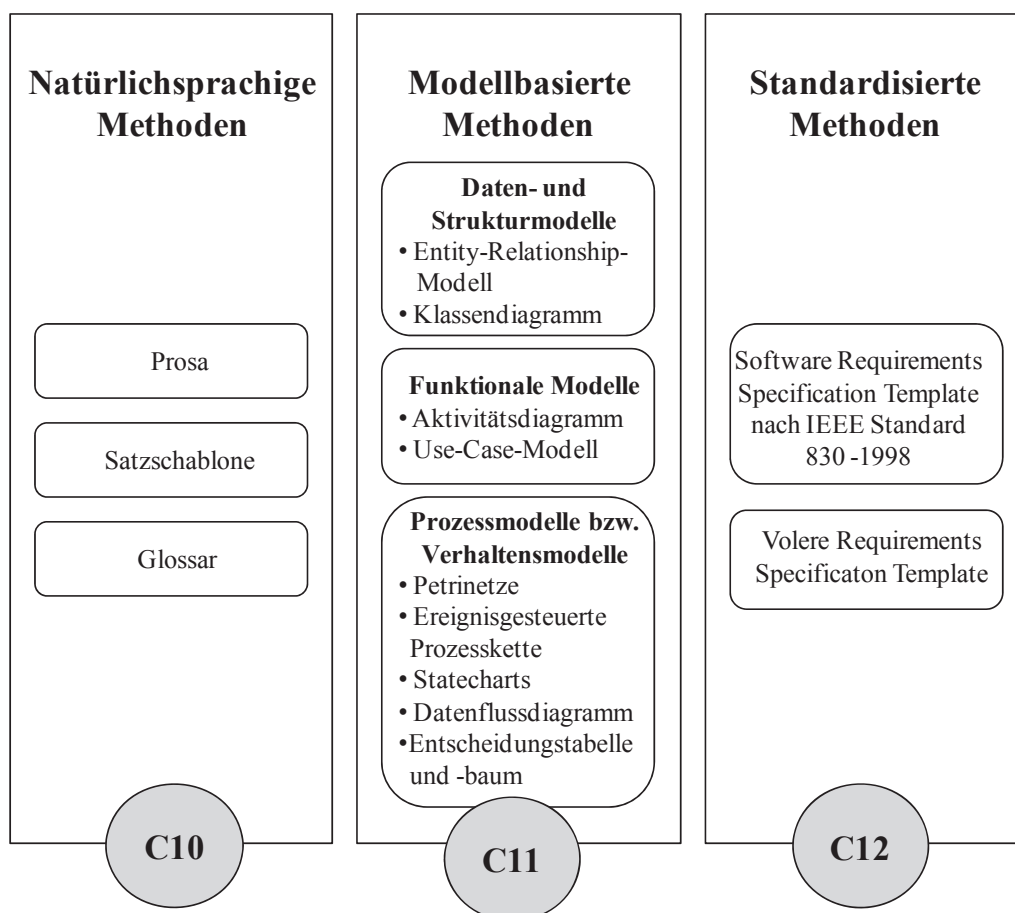 Natürlichsprachige
Methoden
Prosa
Satzschablone
Glossar
C10
Modellbasierte
Methoden
Daten- und
Strukturmodelle
• Entity-Relationship-
Modell
• Klassendiagramm
Funktionale Modelle
• Aktivitätsdiagramm
• Use-Case-Modell
Prozessmodelle bzw.
Verhaltensmodelle
• Petrinetze
• Ereignisgesteuerte
Prozesskette
• Statecharts
• Datenflussdiagramm
•Entscheidungstabelle
und -baum
C11
Standardisierte
Methoden
Software Requirements
Specification Template
nach IEEE Standard
830 -1998
Volere Requirements
Specificaton Template
C12